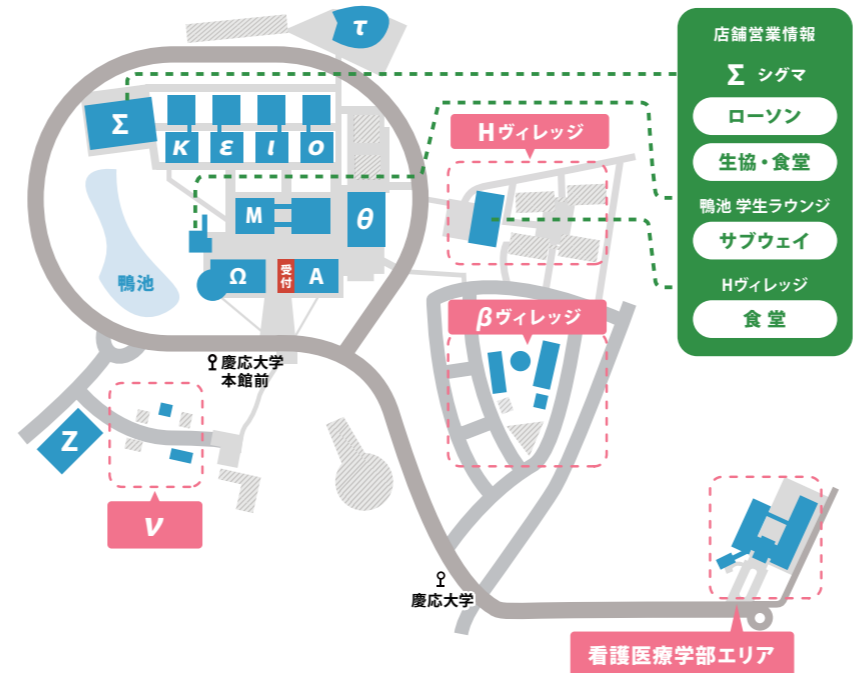 τ
Σ
κ
ε
ι
ο
M
θ
Ω
受付
A
鴨池
慶応大学
本館前
Z
ν
Hヴィレッジ
βヴィレッジ
慶応大学
看護医療学部エリア
店舗営業情報
Σ シグマ
ローソン
生協・食堂
鴨池 学生ラウンジ
サブウェイ
Hヴィレッジ
食堂